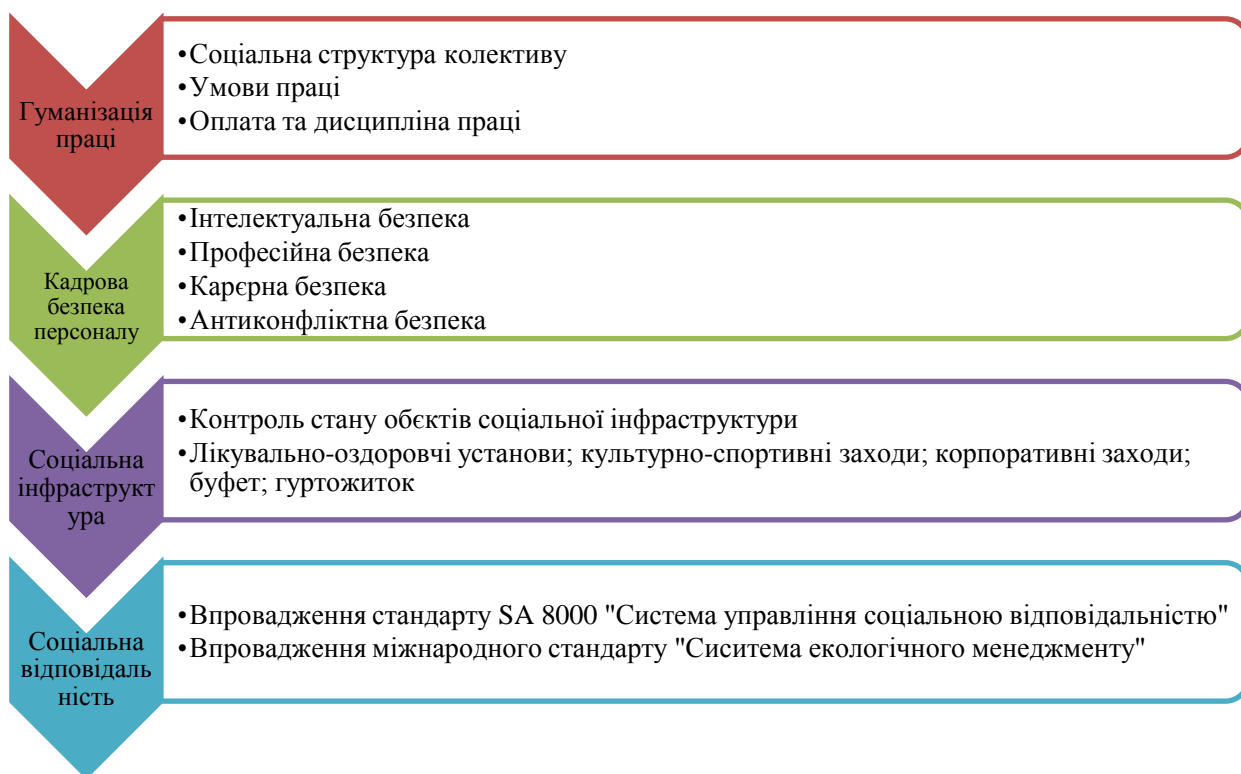 Гуманізація
праці
•Соціальна структура колективу
•Умови праці
•Оплата та дисципліна праці
Кадрова
безпека
персоналу
•Інтелектуальна безпека
•Професійна безпека
•Карєрна безпека
•Антиконфліктна безпека
Соціальна
інфраструкт
ура
•Контроль стану обєктів соціальної інфраструктури
•Лікувально-оздоровчі установи; культурно-спортивні заходи; корпоративні заходи;
буфет; гуртожиток
Соціальна
відповідаль
ність
•Впровадження стандарту SA 8000 "Система управління соціальною відповідальністю"
•Впровадження міжнародного стандарту "Сиситема екологічного менеджменту"